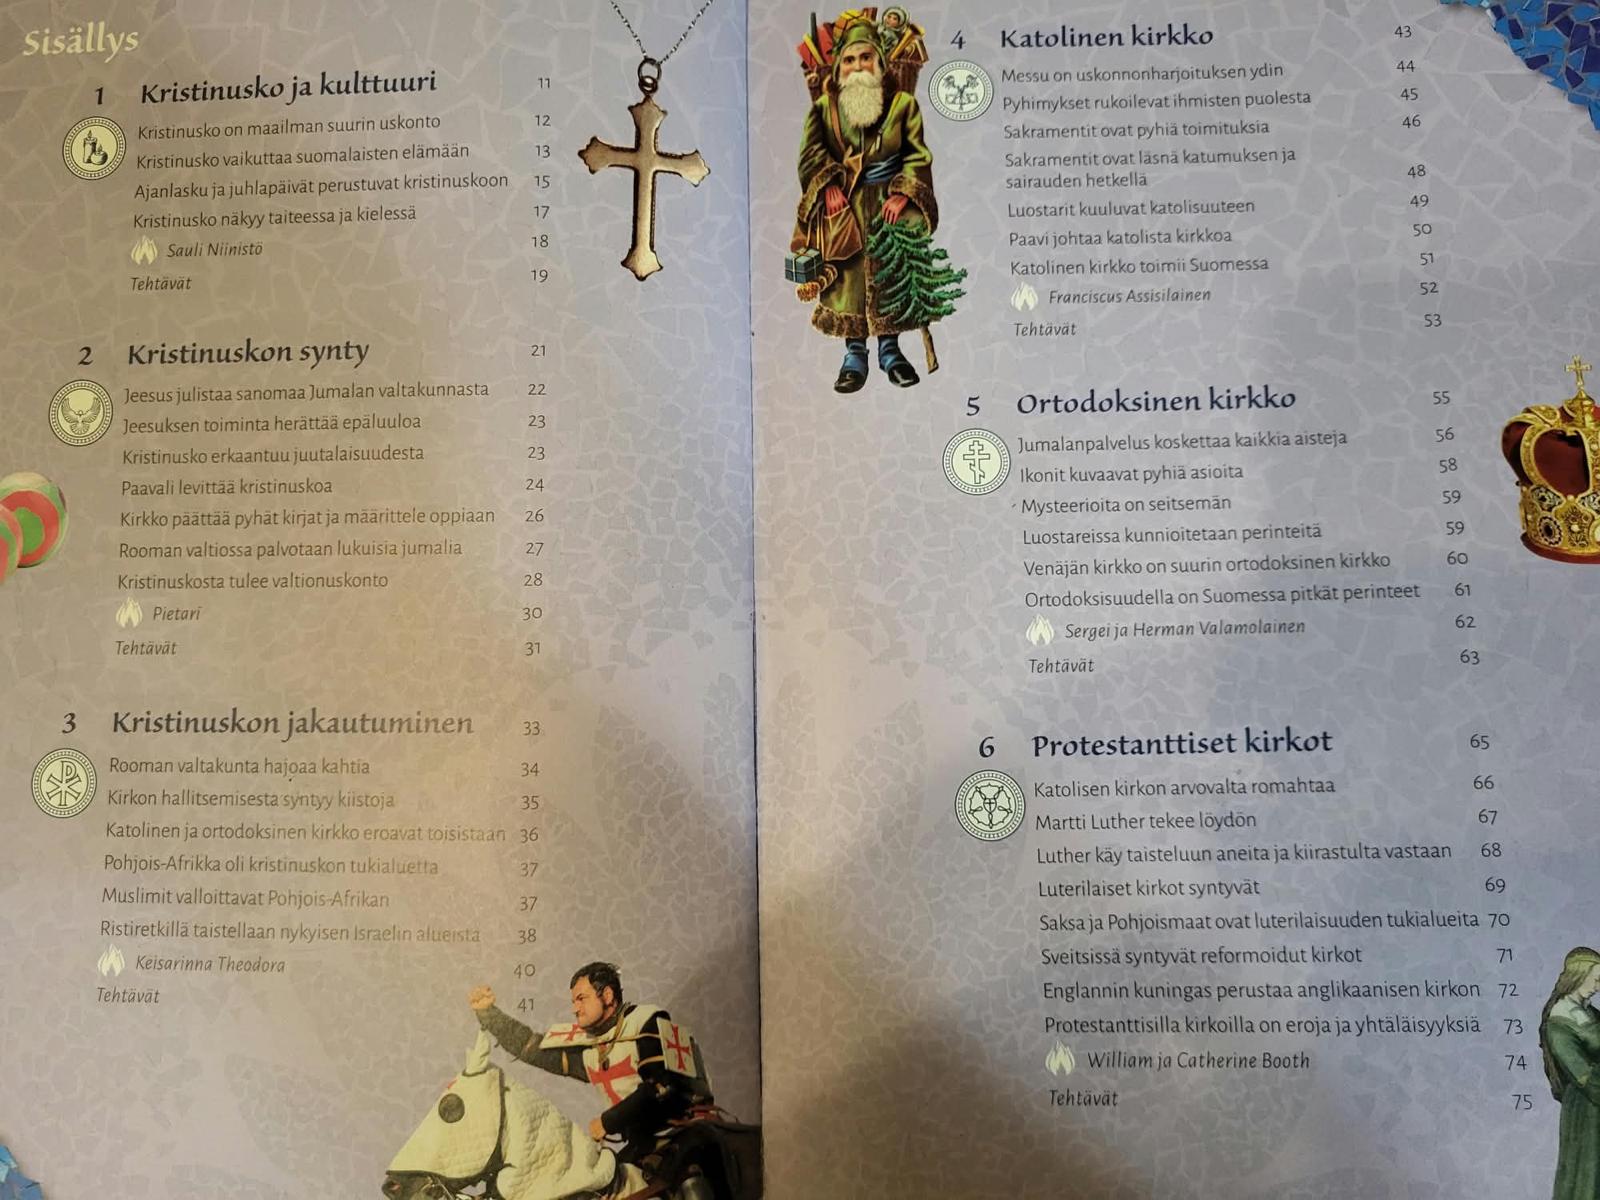 Sisällys
1 Kristinusko ja kulttuuri 11
Kristinusko on maailman suurin uskonto 12
Kristinusko vaikuttaa suomalaisten elämään 13
Ajanlasku ja juhlapäivät perustuvat kristinuskoon 15
Kristinusko näkyy taiteessa ja kielessä 17
Sauli Niinistö 18
Tehtävät 19
2 Kristinuskon synty 21
Jeesus julistaa sanomaa Jumalan valtakunnasta 22
Jeesuksen toiminta herättää epäluuloa 23
Kristinusko erkaantuu juutalaisuudesta 23
Paavali levittää kristinuskoa 24
Kirkko päättää pyhät kirjat ja määrittele oppiaan 26
Rooman valtiossa palvotaan lukuisia jumalia 27
Kristinuskosta tulee valtionuskonto 28
Pietari 30
Tehtävät 31
3 Kristinuskon jakautuminen 33
Rooman valtakunta hajoaa kahtia 34
Kirkon hallitsemisesta syntyy kiistoja 35
Katolinen ja ortodoksinen kirkko eroavat toisistaan 36
Pohjois-Afrikka oli kristinuskon tukialuetta 37
Muslimit valloittavat Pohjois-Afrikan 37
Ristiretkillä taistellaan nykyisen Israelin alueista 38
Keisarinna Theodora 40
Tehtävät 41
4 Katolinen kirkko 43
Messu on uskonnonharjoituksen ydin 44
Pyhimykset rukoilevat ihmisten puolesta 45
Sakramentit ovat pyhiä toimituksia 46
Sakramentit ovat läsnä katumuksen ja
sairauden hetkellä 48
Luostarit kuuluvat katolisuuteen 49
Paavi johtaa katolista kirkkoa 50
Katolinen kirkko toimii Suomessa 51
Franciscus Assisilainen 52
Tehtävät 53
5 Ortodoksinen kirkko 55
Jumalanpalvelus koskettaa kaikkia aisteja 56
Ikonit kuvaavat pyhiä asioita 58
Mysteerioita on seitsemän 59
Luostareissa kunnioitetaan perinteitä 59
Venäjän kirkko on suurin ortodoksinen kirkko 60
Ortodoksisuudella on Suomessa pitkät perinteet 61
Sergei ja Herman Valamolainen 62
Tehtävät 63
6 Protestanttiset kirkot 65
Katolisen kirkon arvovalta romahtaa 66
Martti Luther tekee löydön 67
Luther käy taisteluun aneita ja kiirastulta vastaan 68
Luterilaiset kirkot syntyvät 69
Saksa ja Pohjoismaat ovat luterilaisuuden tukialueita 70
Sveitsissä syntyvät reformoidut kirkot 71
Englannin kuningas perustaa anglikaanisen kirkon 72
Protestanttisilla kirkoilla on eroja ja yhtäläisyyksiä 73
William ja Catherine Booth 74
Tehtävät 75